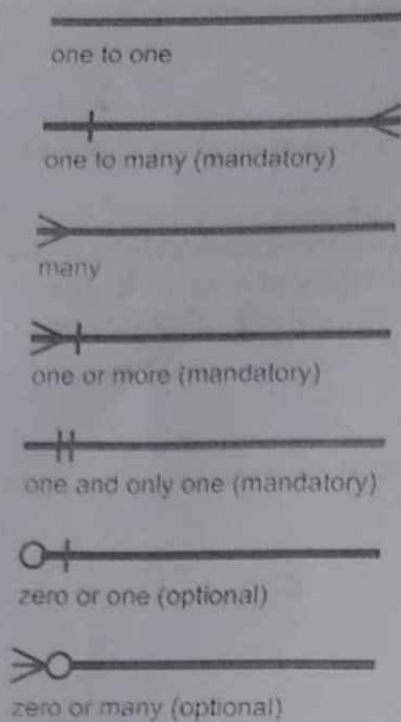 one to one
one to many (mandatory)
many
one or more (mandatory)
one and only one (mandatory)
zero or one (optional)
zero or many (optional)